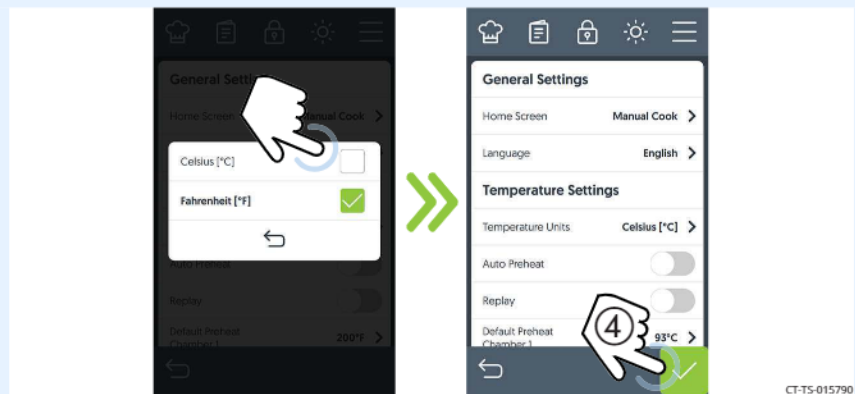 General Setti
Home Screen Manual Cook
Celsius [°C]
Fahrenheit [°F]
Auto Preheat
Replay
Default Preheat
Chamber 1 200°F
General Settings
Home Screen Manual Cook
Language English
Temperature Settings
Temperature Units Celsius [°C]
Auto Preheat
Replay
Default Preheat
Chamber 1 93°C
4
CT-TS-015790